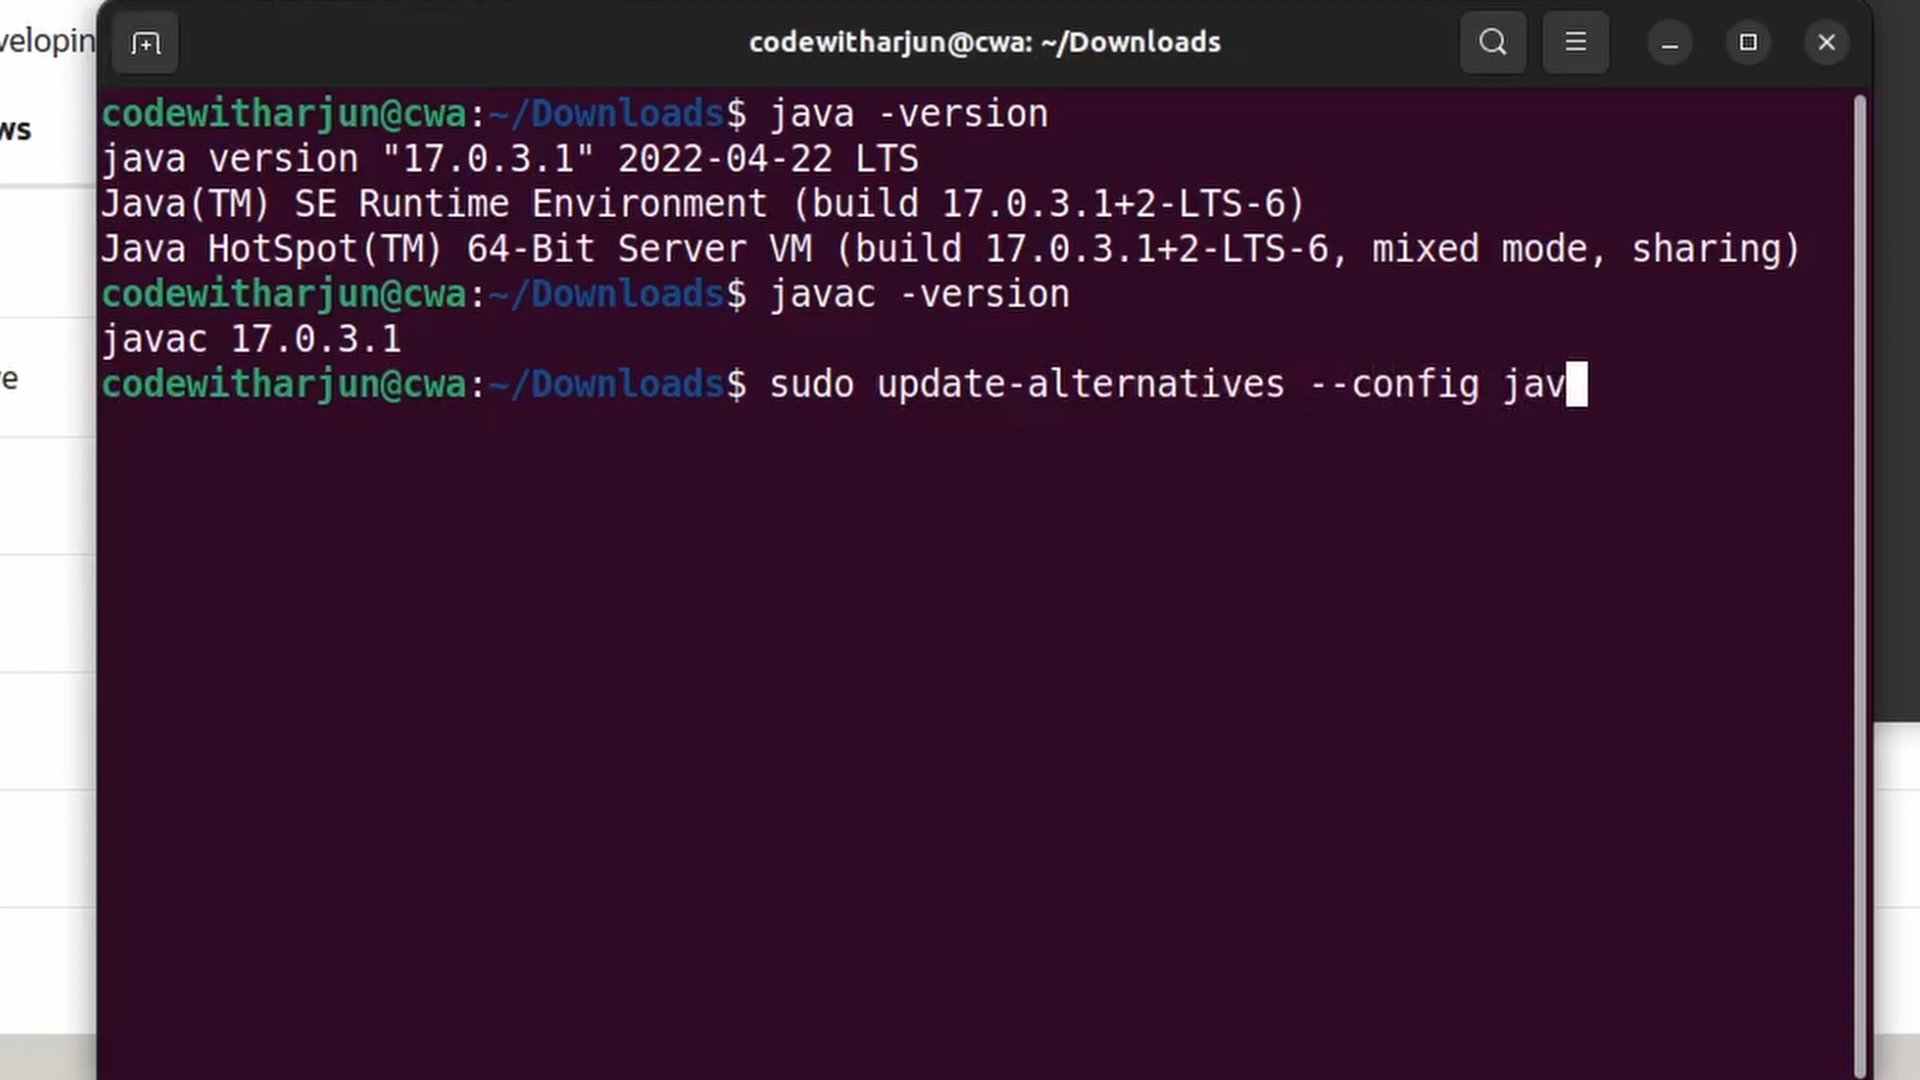 codewitharjun@cwa: ~/Downloads
codewitharjun@cwa:~/Downloads$ java -version
java version "17.0.3.1" 2022-04-22 LTS
Java(TM) SE Runtime Environment (build 17.0.3.1+2-LTS-6)
Java HotSpot(TM) 64-Bit Server VM (build 17.0.3.1+2-LTS-6, mixed mode, sharing)
codewitharjun@cwa:~/Downloads$ javac -version
javac 17.0.3.1
codewitharjun@cwa:~/Downloads$ sudo update-alternatives --config jav
velopin
ws
e